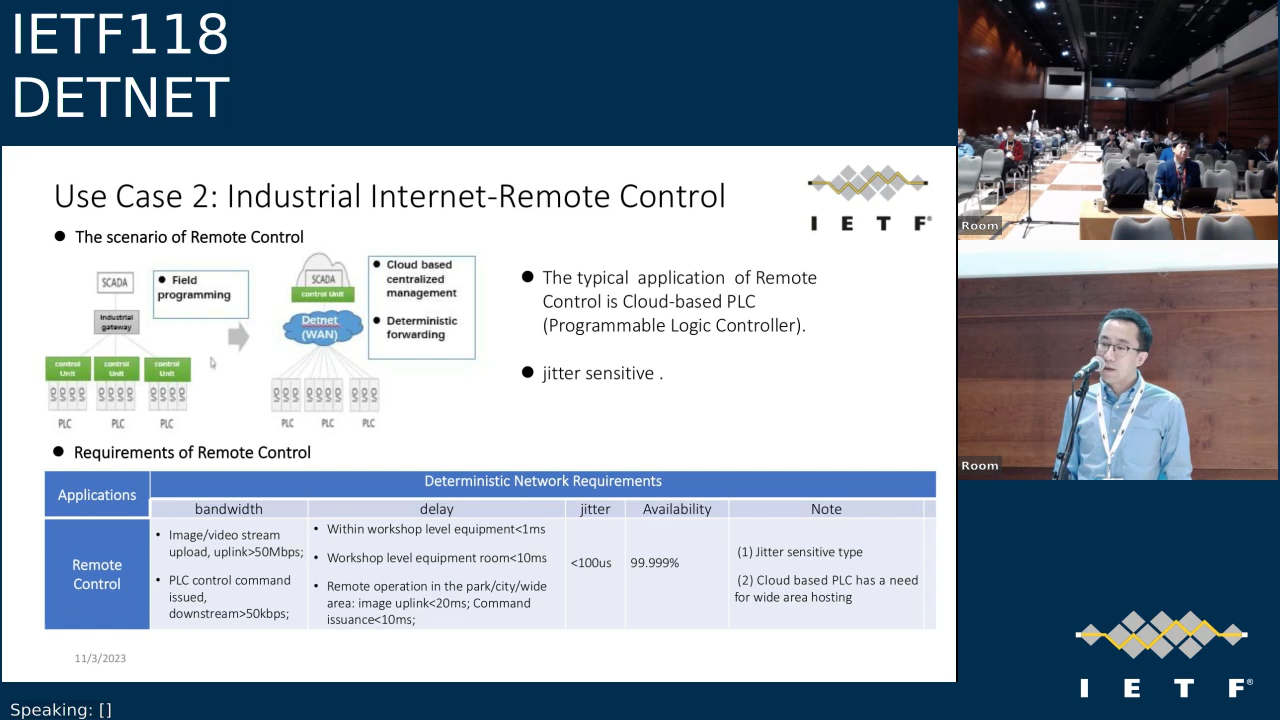 IETF118
DETNET
Use Case 2: Industrial Internet-Remote Control
I E T F®
● The scenario of Remote Control
SCADA
● Field
programming
Industrial
gateway
control
Unit
control
Unit
control
Unit
PLC
PLC
PLC
SCADA
control Unit
Detnet
(WAN)
● Cloud based
centralized
management
● Deterministic
forwarding
PLC
PLC
PLC
● The typical application of Remote
Control is Cloud-based PLC
(Programmable Logic Controller).
● jitter sensitive .
● Requirements of Remote Control
Applications
Deterministic Network Requirements
bandwidth
delay
jitter
Availability
Note
Remote
Control
• Image/video stream
upload, uplink>50Mbps;
• PLC control command
issued,
downstream>50kbps;
• Within workshop level equipment<1ms
• Workshop level equipment room<10ms
• Remote operation in the park/city/wide
area: image uplink<20ms; Command
issuance<10ms;
<100us
99.999%
(1) Jitter sensitive type
(2) Cloud based PLC has a need
for wide area hosting
11/3/2023
Room
Room
I E T F®
Speaking: []